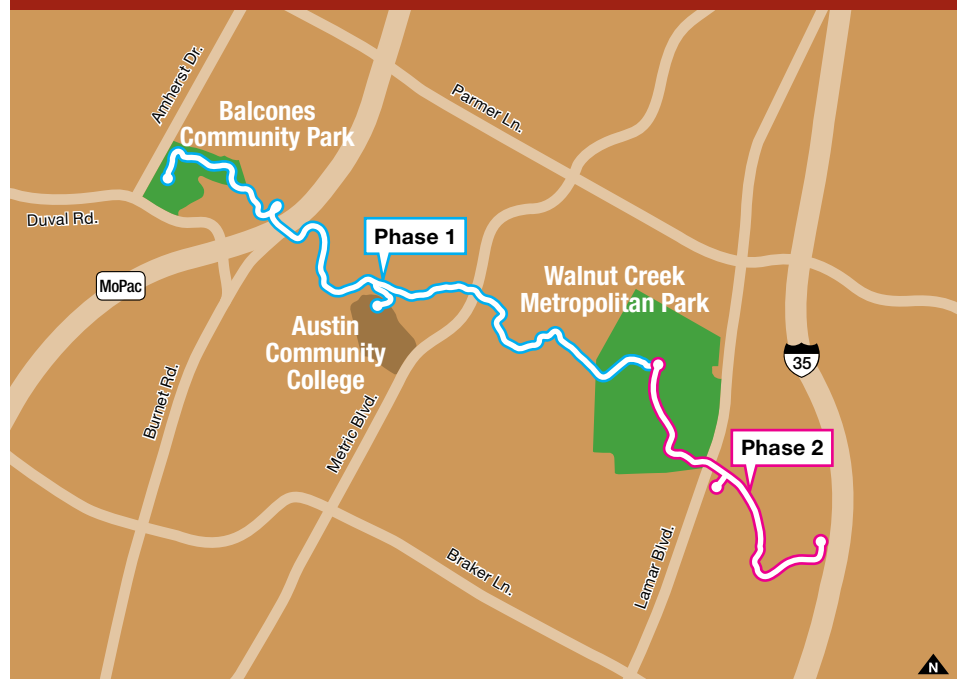 Amherst Dr.
Parmer Ln.
Balcones
Community Park
Duval Rd.
Phase 1
MoPac
Walnut Creek
Metropolitan Park
Austin
Community
College
35
Burnet Rd.
Metric Blvd.
Phase 2
Lamar Blvd.
Braker Ln.
N